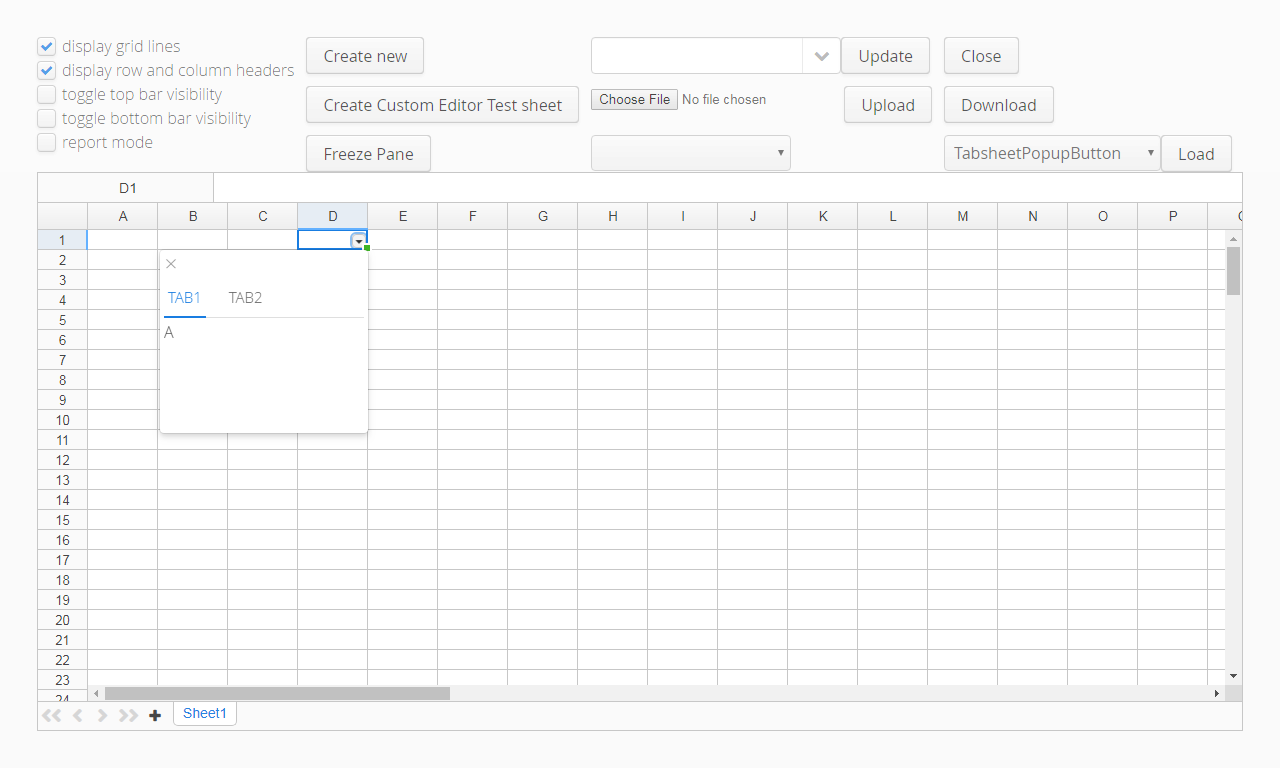 display grid lines
display row and column headers
toggle top bar visibility
toggle bottom bar visibility
report mode
Create new
Update
Close
Create Custom Editor Test sheet
Choose File No file chosen
Upload
Download
Freeze Pane
TabsheetPopupButton
Load
D1
A B C D E F G H I J K L M N O P
1
2
3
4
5
6
7
8
9
10
11
12
13
14
15
16
17
18
19
20
21
22
23
24
TAB1 TAB2
A
Sheet1